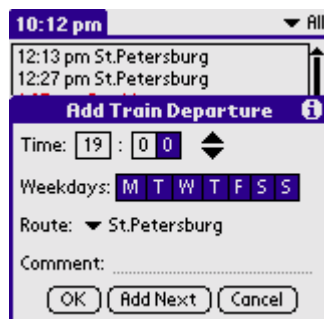 10:12 pm All
12:13 pm St.Petersburg
12:27 pm St.Petersburg
Add Train Departure i
Time: 19 : 0 0
Weekdays: M T W T F S S
Route: St.Petersburg
Comment:
OK Add Next Cancel